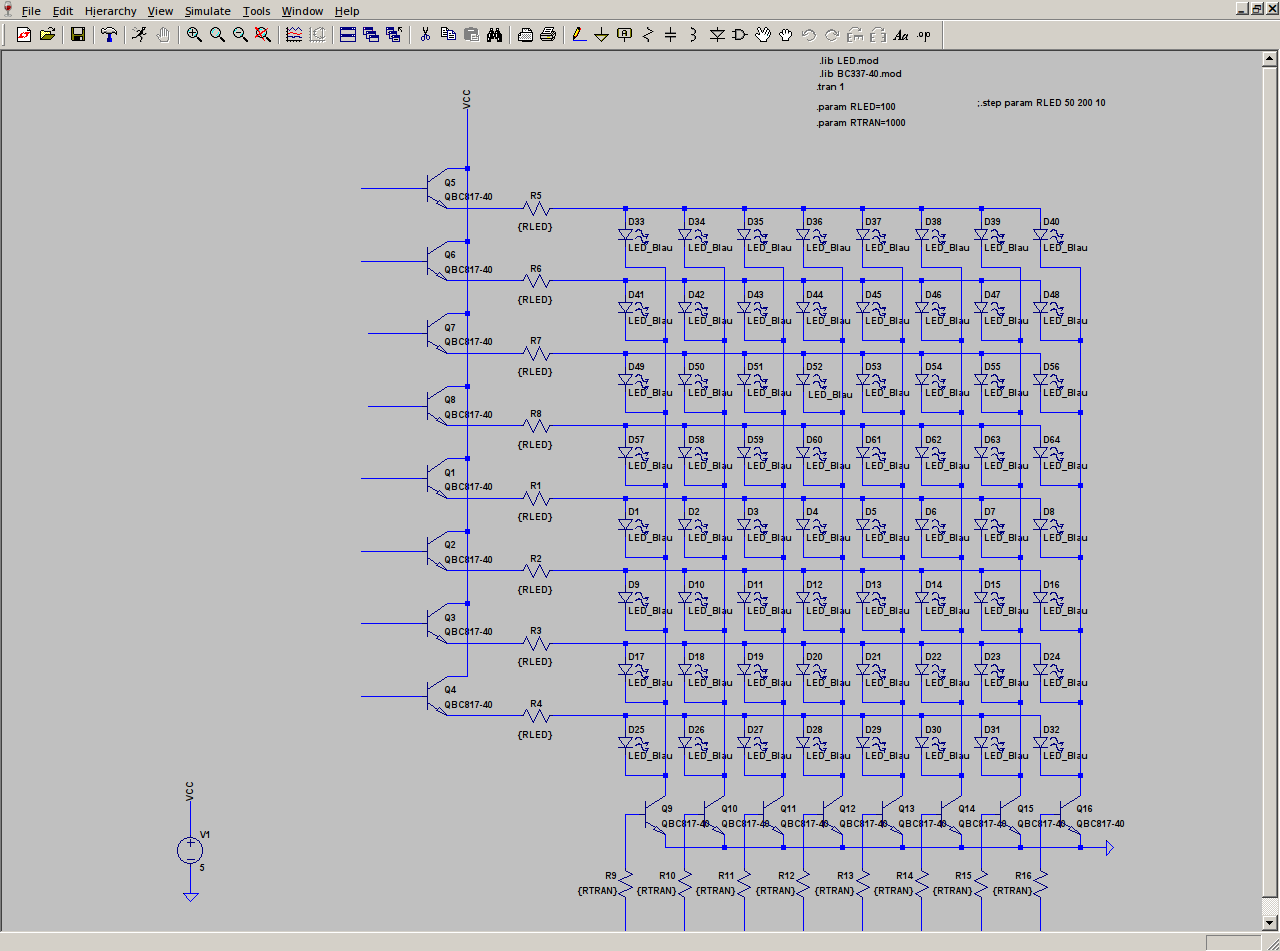 File Edit Hierarchy View Simulate Tools Window Help
Aa .op
.lib LED.mod
.lib BC337-40.mod
.tran 1
;.step param RLED 50 200 10
.param RLED=100
.param RTRAN=1000
VCC
Q5
QBC817-40
R5
{RLED}
D33 D34 D35 D36 D37 D38 D39 D40
LED_Blau LED_Blau LED_Blau LED_Blau LED_Blau LED_Blau LED_Blau LED_Blau
Q6
QBC817-40
R6
{RLED}
D41 D42 D43 D44 D45 D46 D47 D48
LED_Blau LED_Blau LED_Blau LED_Blau LED_Blau LED_Blau LED_Blau LED_Blau
Q7
QBC817-40
R7
{RLED}
D49 D50 D51 D52 D53 D54 D55 D56
LED_Blau LED_Blau LED_Blau LED_Blau LED_Blau LED_Blau LED_Blau LED_Blau
Q8
QBC817-40
R8
{RLED}
D57 D58 D59 D60 D61 D62 D63 D64
LED_Blau LED_Blau LED_Blau LED_Blau LED_Blau LED_Blau LED_Blau LED_Blau
Q1
QBC817-40
R1
{RLED}
D1 D2 D3 D4 D5 D6 D7 D8
LED_Blau LED_Blau LED_Blau LED_Blau LED_Blau LED_Blau LED_Blau LED_Blau
Q2
QBC817-40
R2
{RLED}
D9 D10 D11 D12 D13 D14 D15 D16
LED_Blau LED_Blau LED_Blau LED_Blau LED_Blau LED_Blau LED_Blau LED_Blau
Q3
QBC817-40
R3
{RLED}
D17 D18 D19 D20 D21 D22 D23 D24
LED_Blau LED_Blau LED_Blau LED_Blau LED_Blau LED_Blau LED_Blau LED_Blau
Q4
QBC817-40
R4
{RLED}
D25 D26 D27 D28 D29 D30 D31 D32
LED_Blau LED_Blau LED_Blau LED_Blau LED_Blau LED_Blau LED_Blau LED_Blau
Q9 Q10 Q11 Q12 Q13 Q14 Q15 Q16
QBC817-40 QBC817-40 QBC817-40 QBC817-40 QBC817-40 QBC817-40 QBC817-40 QBC817-40
R9 R10 R11 R12 R13 R14 R15 R16
{RTRAN} {RTRAN} {RTRAN} {RTRAN} {RTRAN} {RTRAN} {RTRAN} {RTRAN}
VCC
V1
5